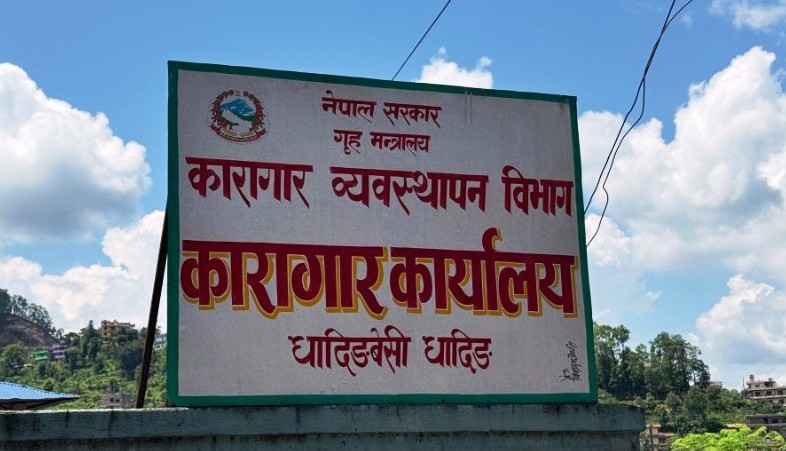 नेपाल सरकार
गृह मन्त्रालय
कारागार व्यवस्थापन विभाग
कारागार कार्यालय
धादिङबेसी धादिङ